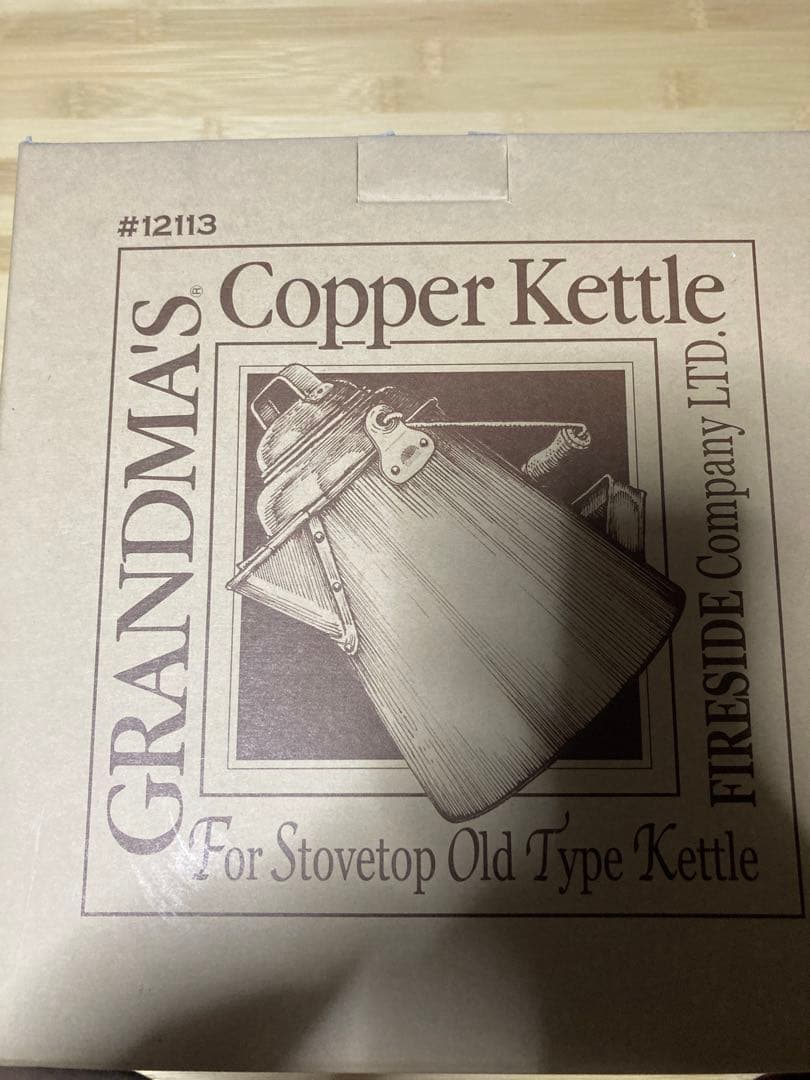 #12113
GRANDMA'S®
Copper Kettle
FIRESIDE Company LTD.
For Stovetop Old Type Kettle